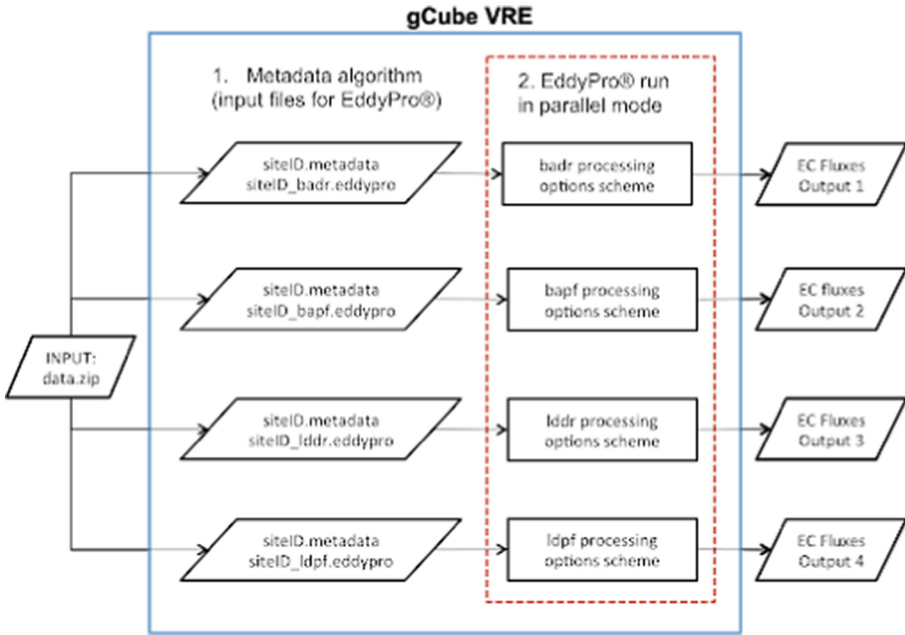 gCube VRE
1. Metadata algorithm
(input files for EddyPro®)
2. EddyPro® run
in parallel mode
siteID.metadata
siteID_badr.eddypro
badr processing
options scheme
EC Fluxes
Output 1
siteID.metadata
siteID_bapf.eddypro
bapf processing
options scheme
EC fluxes
Output 2
INPUT:
data.zip
siteID.metadata
siteID_lddr.eddypro
lddr processing
options scheme
EC Fluxes
Output 3
siteID.metadata
siteID_ldpf.eddypro
ldpf processing
options scheme
EC Fluxes
Output 4